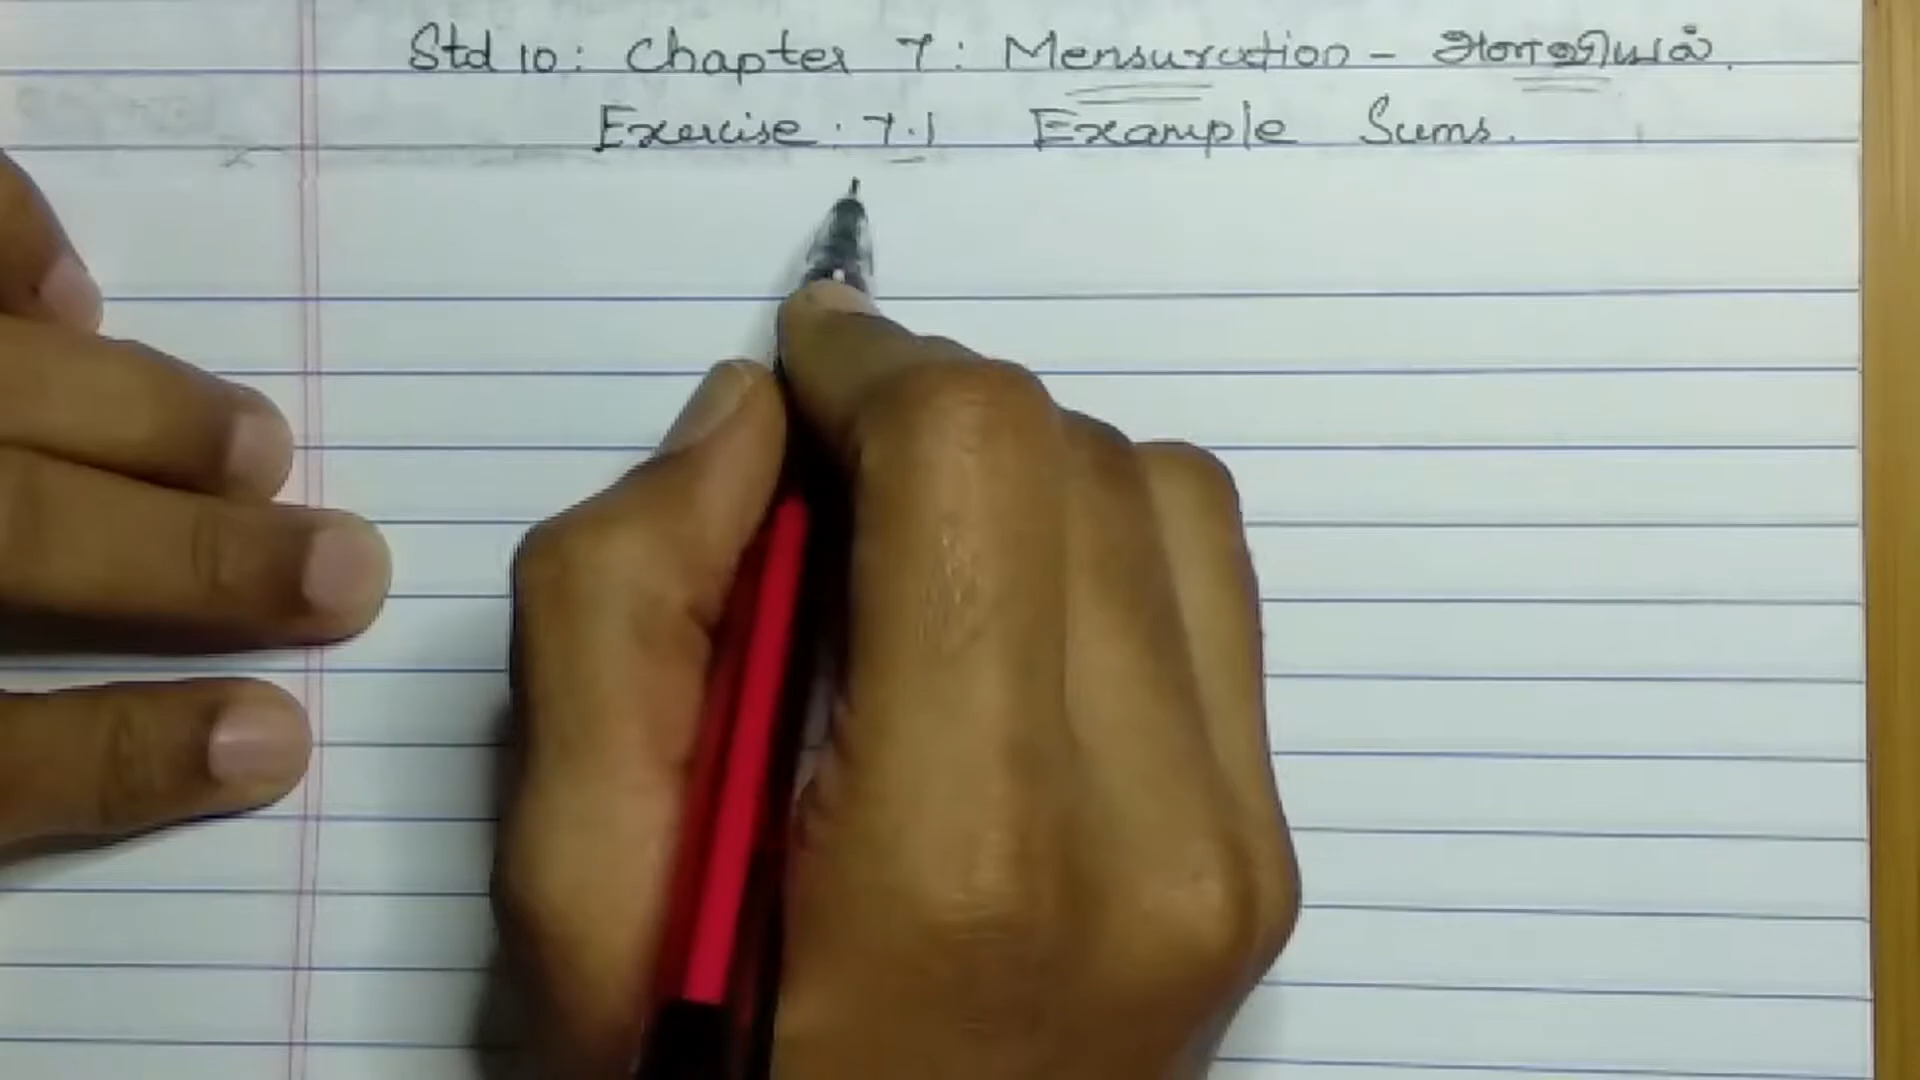 Std 10: Chapter 7: Mensuration - அளவியல்.
Exercise: 7.1 Example Sums.